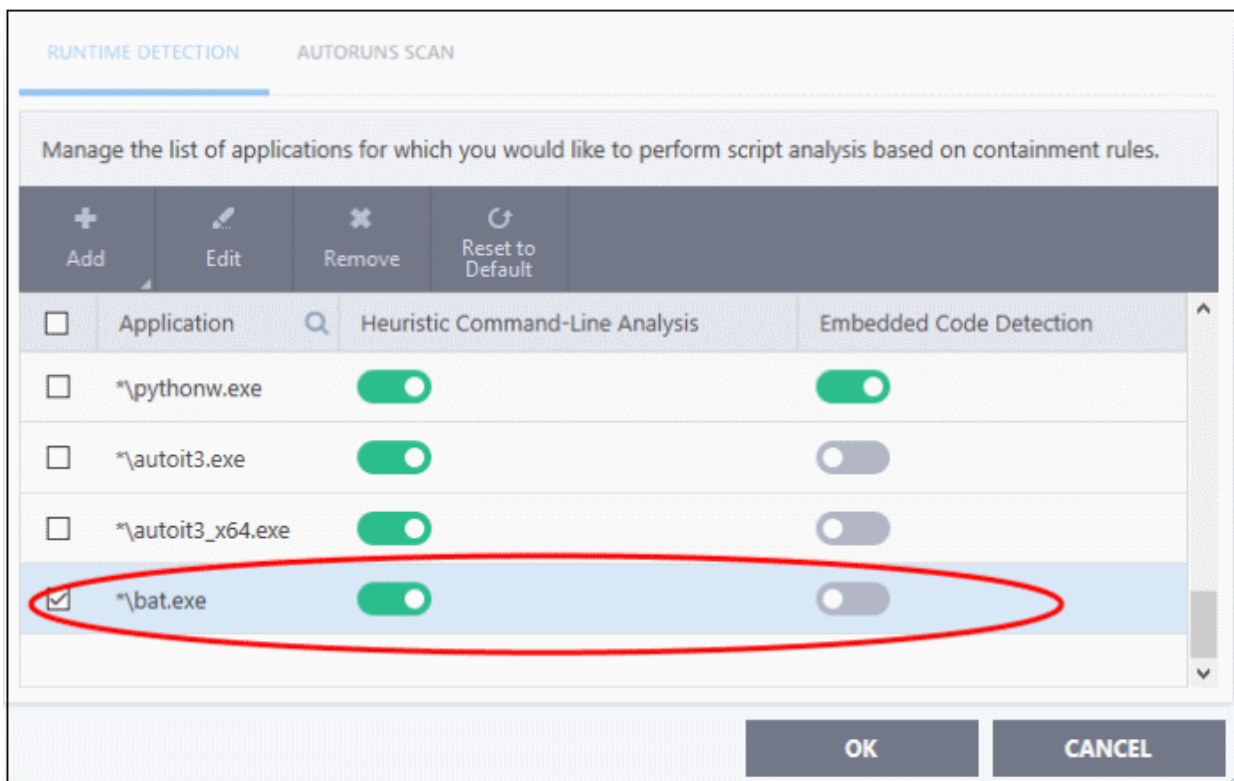 RUNTIME DETECTION AUTORUNS SCAN
Manage the list of applications for which you would like to perform script analysis based on containment rules.
Add Edit Remove Reset to Default
Application Heuristic Command-Line Analysis Embedded Code Detection
*\pythonw.exe
*\autoit3.exe
*\autoit3_x64.exe
*\bat.exe
OK CANCEL